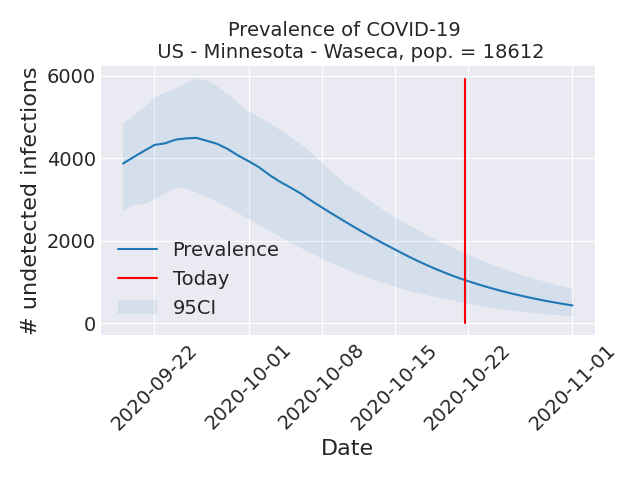 Prevalence of COVID-19
US - Minnesota - Waseca, pop. = 18612
# undetected infections
6000
4000
2000
0
Prevalence
Today
95CI
2020-09-22
2020-10-01
2020-10-08
2020-10-15
2020-10-22
2020-11-01
Date